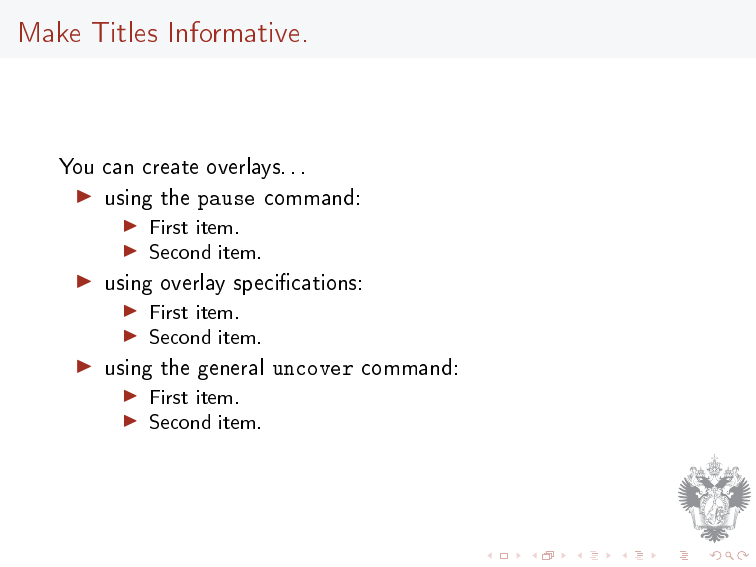 Make Titles Informative.
You can create overlays...
using the pause command:
First item.
Second item.
using overlay specifications:
First item.
Second item.
using the general uncover command:
First item.
Second item.